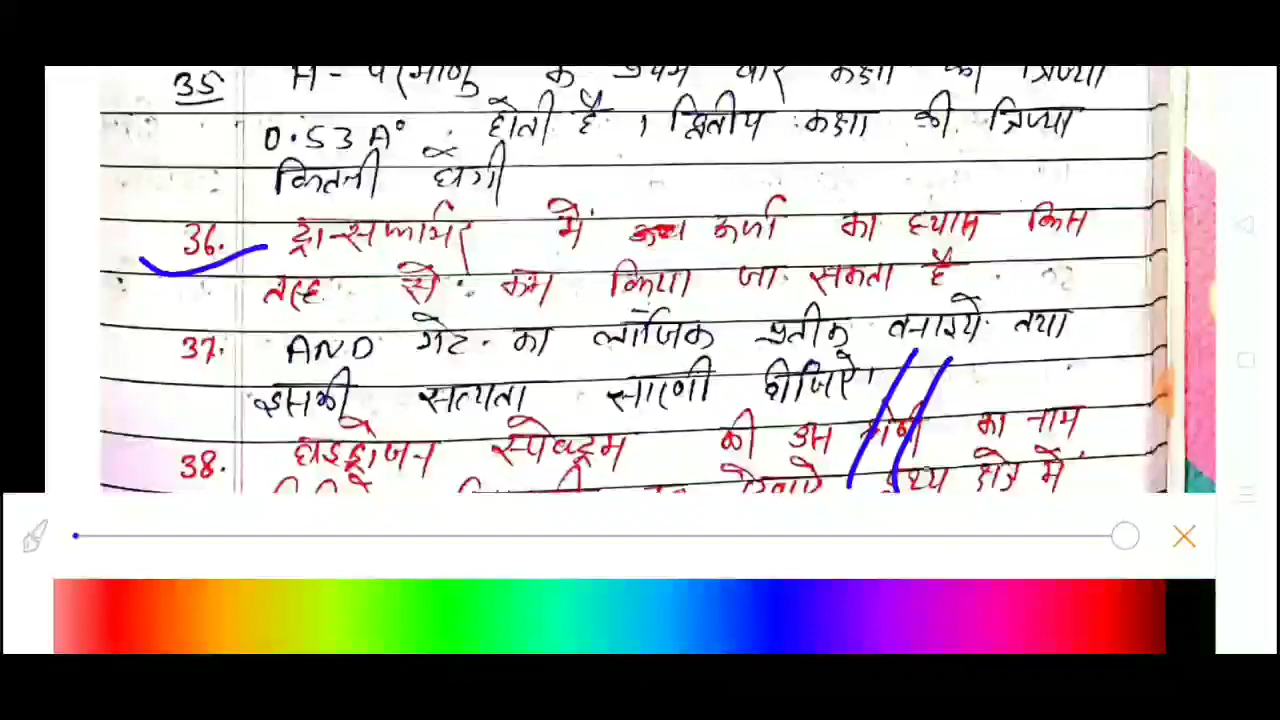 35 H - परमाणु के प्रथम वोर कक्षा की त्रिज्या
0.53 A° होती है । द्वितीय कक्षा की त्रिज्या
कितनी होगी
36. ट्रान्सफार्मर में ऊर्जा का ह्यास किस
तरह से कम किया जा सकता है
37. AND गेट का लॉजिक प्रतीक बनाइये तथा
इसकी सत्यता सारणी दीजिए।
38. हाइड्रोजन स्पेक्ट्रम की उस श्रेणी का नाम
दृश्य क्षेत्र में